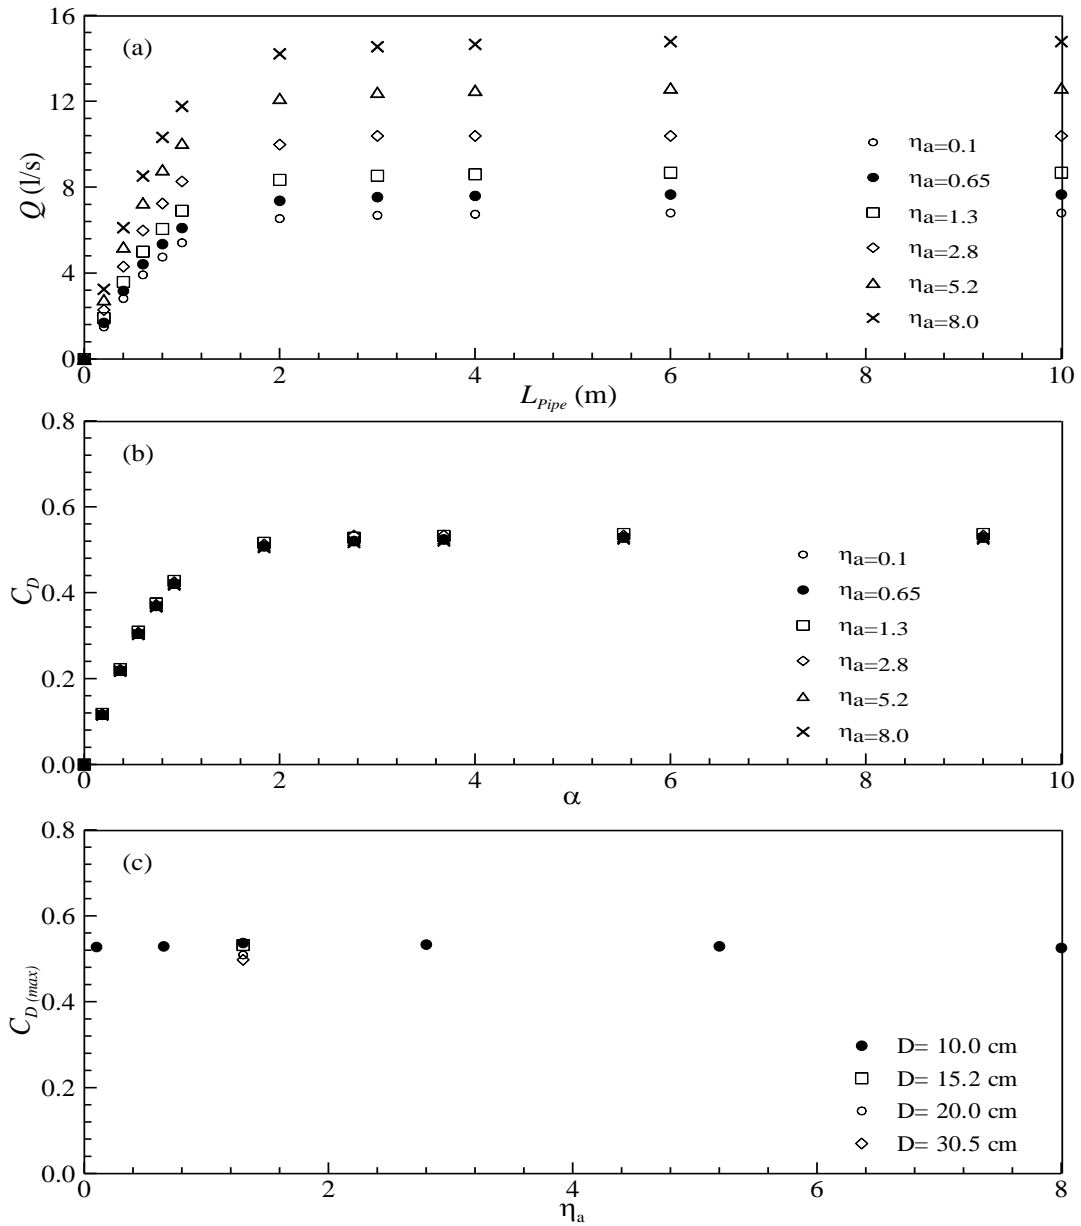 16
(a)
12
Q (l/s)
8
4
0
ηa=0.1
ηa=0.65
ηa=1.3
ηa=2.8
ηa=5.2
ηa=8.0
0 2 4 6 8 10
LPipe (m)
0.8
(b)
0.6
CD
0.4
0.2
0.0
ηa=0.1
ηa=0.65
ηa=1.3
ηa=2.8
ηa=5.2
ηa=8.0
0 2 4 6 8 10
α
0.8
(c)
0.6
CD (max)
0.4
0.2
0.0
D= 10.0 cm
D= 15.2 cm
D= 20.0 cm
D= 30.5 cm
0 2 4 6 8
ηa